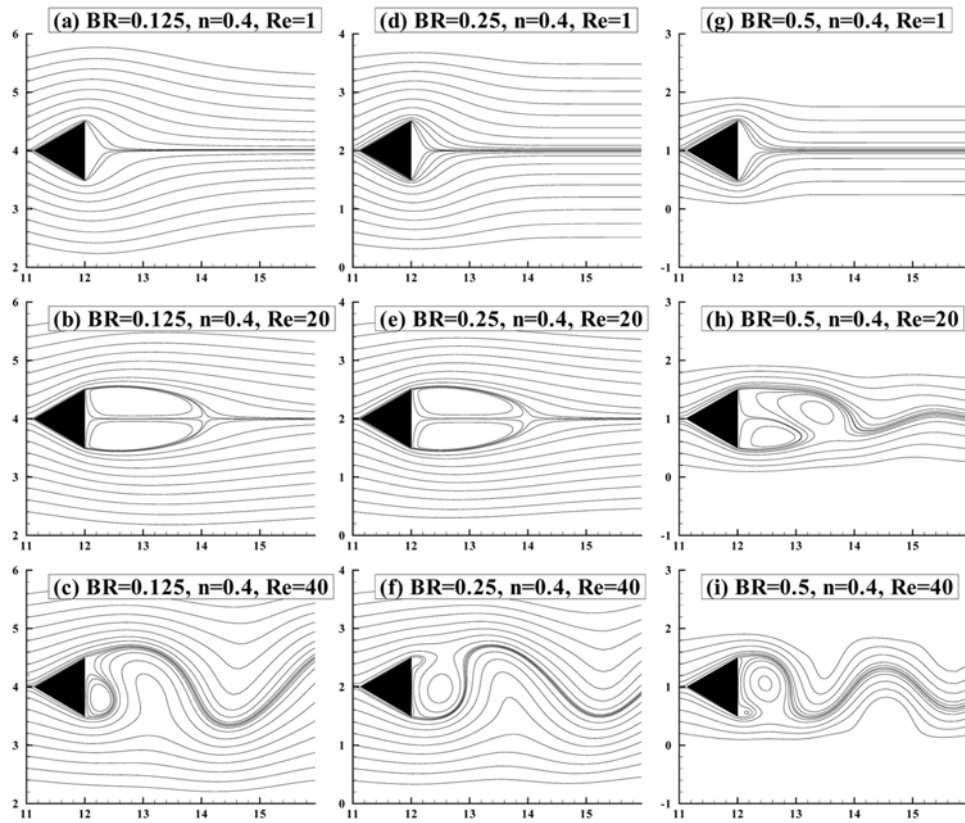 (a) BR=0.125, n=0.4, Re=1
(d) BR=0.25, n=0.4, Re=1
(g) BR=0.5, n=0.4, Re=1
6
5
4
3
2
11 12 13 14 15
4
3
2
1
0
11 12 13 14 15
3
2
1
0
-1
11 12 13 14 15
(b) BR=0.125, n=0.4, Re=20
(e) BR=0.25, n=0.4, Re=20
(h) BR=0.5, n=0.4, Re=20
6
5
4
3
2
11 12 13 14 15
4
3
2
1
0
11 12 13 14 15
3
2
1
0
-1
11 12 13 14 15
(c) BR=0.125, n=0.4, Re=40
(f) BR=0.25, n=0.4, Re=40
(i) BR=0.5, n=0.4, Re=40
6
5
4
3
2
11 12 13 14 15
4
3
2
1
0
11 12 13 14 15
3
2
1
0
-1
11 12 13 14 15